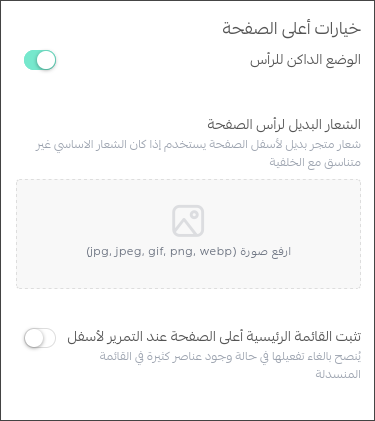 خيارات أعلى الصفحة
الوضع الداكن للرأس
الشعار البديل لرأس الصفحة
شعار متجر بديل لأسفل الصفحة يستخدم إذا كان الشعار الاساسي غير
متناسق مع الخلفية
ارفع صورة (jpg, jpeg, gif, png, webp)
تثبت القائمة الرئيسية أعلى الصفحة عند التمرير لأسفل
يُنصح بالغاء تفعيلها في حالة وجود عناصر كثيرة في القائمة
المنسدلة